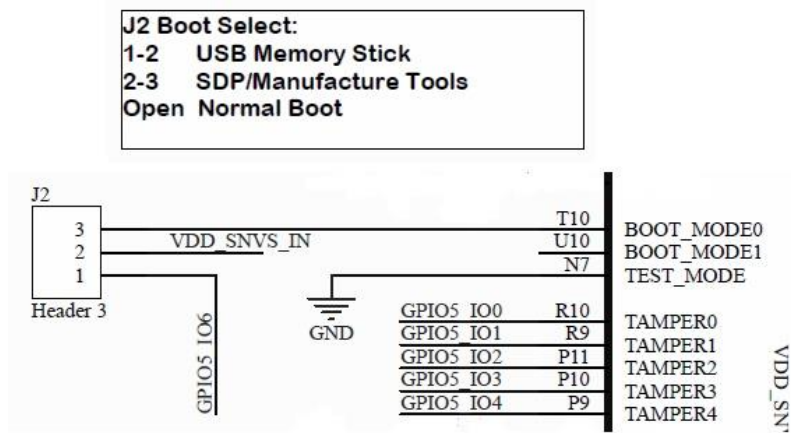 J2 Boot Select:
1-2 USB Memory Stick
2-3 SDP/Manufacture Tools
Open Normal Boot
J2
3
2
1
Header 3
VDD_SNVS_IN
GPIO5_IO6
GND
T10 BOOT_MODE0
U10 BOOT_MODE1
N7 TEST_MODE
GPIO5_IO0 R10 TAMPER0
GPIO5_IO1 R9 TAMPER1
GPIO5_IO2 P11 TAMPER2
GPIO5_IO3 P10 TAMPER3
GPIO5_IO4 P9 TAMPER4